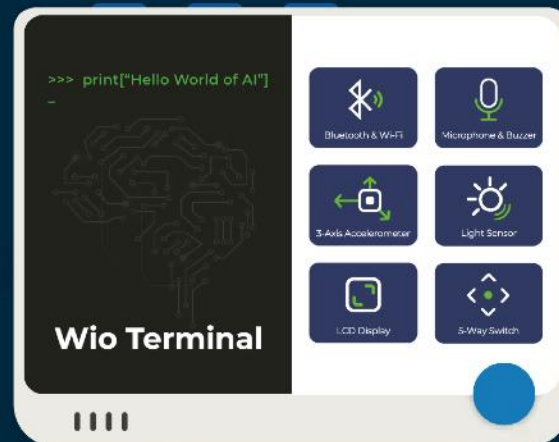 >>> print["Hello World of AI"]
_
Wio Terminal
Bluetooth & Wi-Fi
Microphone & Buzzer
3-Axis Accelerometer
Light Sensor
LCD Display
5-Way Switch